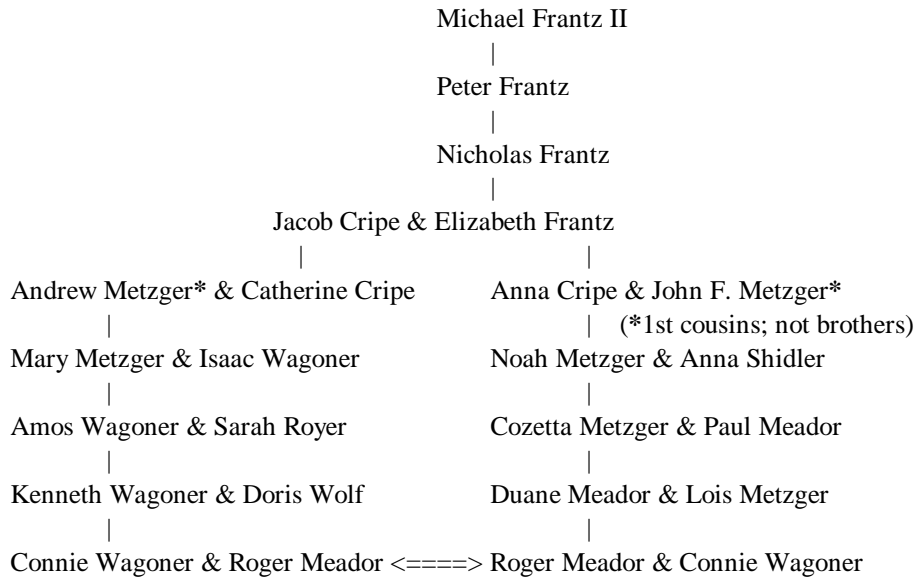 Michael Frantz II
|
Peter Frantz
|
Nicholas Frantz
|
Jacob Cripe & Elizabeth Frantz
| |
Andrew Metzger* & Catherine Cripe Anna Cripe & John F. Metzger*
| | (*1st cousins; not brothers)
Mary Metzger & Isaac Wagoner Noah Metzger & Anna Shidler
| |
Amos Wagoner & Sarah Royer Cozetta Metzger & Paul Meador
| |
Kenneth Wagoner & Doris Wolf Duane Meador & Lois Metzger
| |
Connie Wagoner & Roger Meador <====> Roger Meador & Connie Wagoner